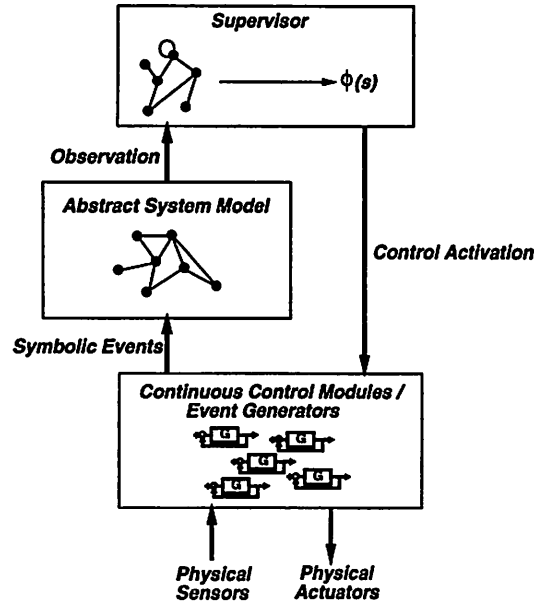 Supervisor
ϕ(s)
Observation
Abstract System Model
Control Activation
Symbolic Events
Continuous Control Modules /
Event Generators
G
G
G
G
G
Physical
Sensors
Physical
Actuators